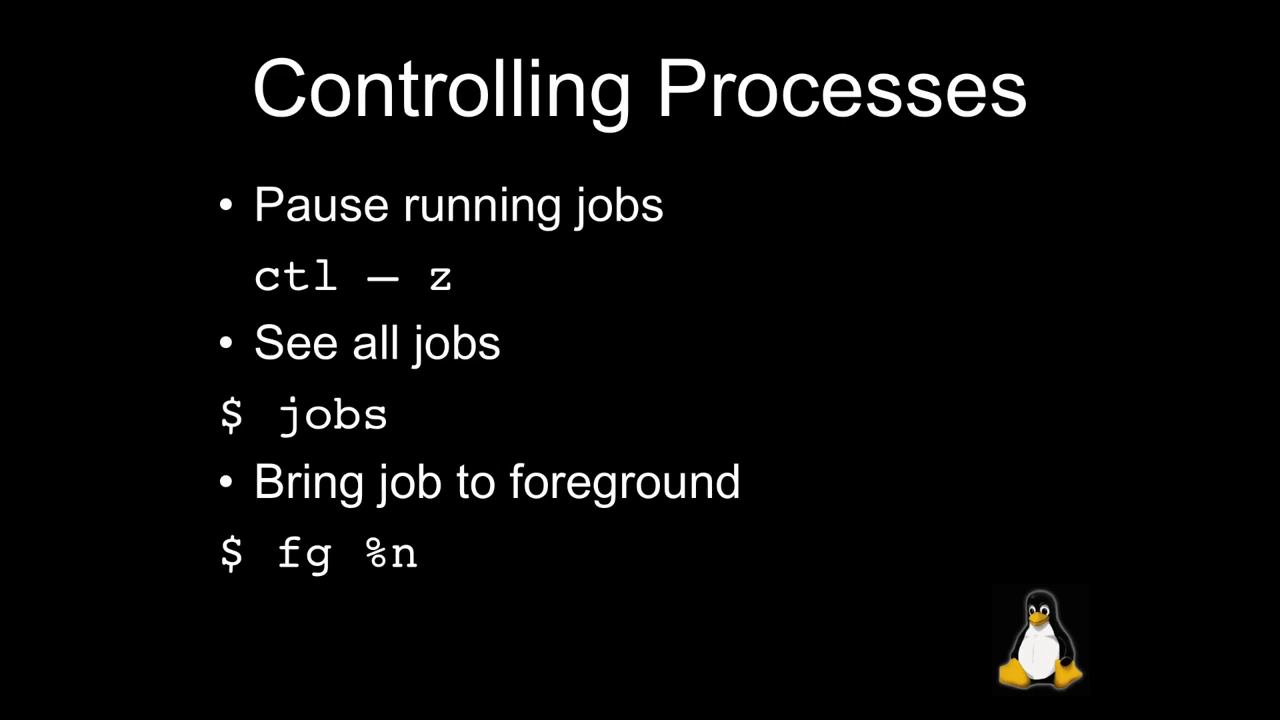 Controlling Processes
• Pause running jobs
ctl – z
• See all jobs
$ jobs
• Bring job to foreground
$ fg %n